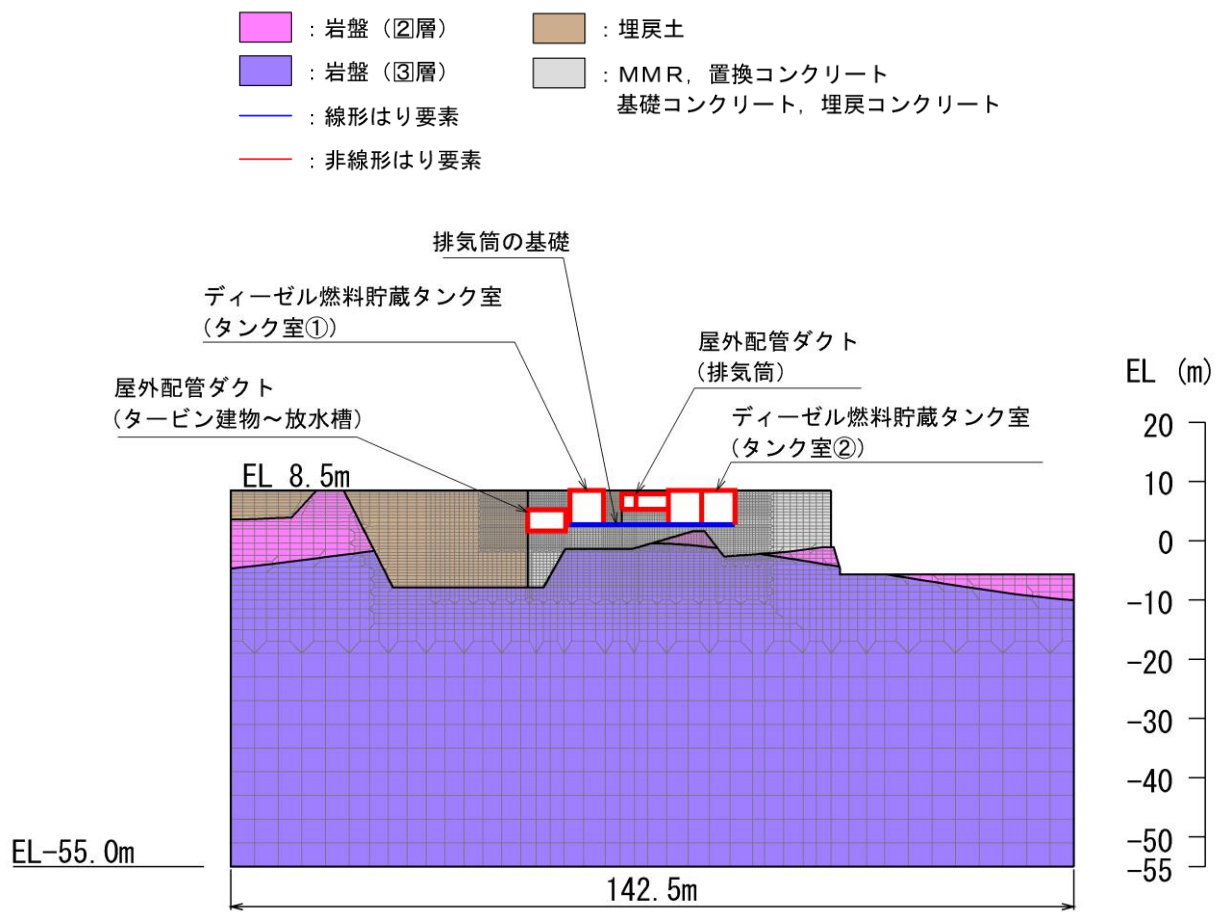 ：岩盤（②層）
：埋戻土
：岩盤（③層）
：ＭＭＲ，置換コンクリート
基礎コンクリート，埋戻コンクリート
：線形はり要素
：非線形はり要素
排気筒の基礎
ディーゼル燃料貯蔵タンク室
(タンク室①)
屋外配管ダクト
(排気筒)
屋外配管ダクト
(タービン建物～放水槽)
ディーゼル燃料貯蔵タンク室
(タンク室②)
EL (m)
EL 8.5m
20
10
0
-10
-20
-30
-40
-50
-55
EL-55.0m
142.5m